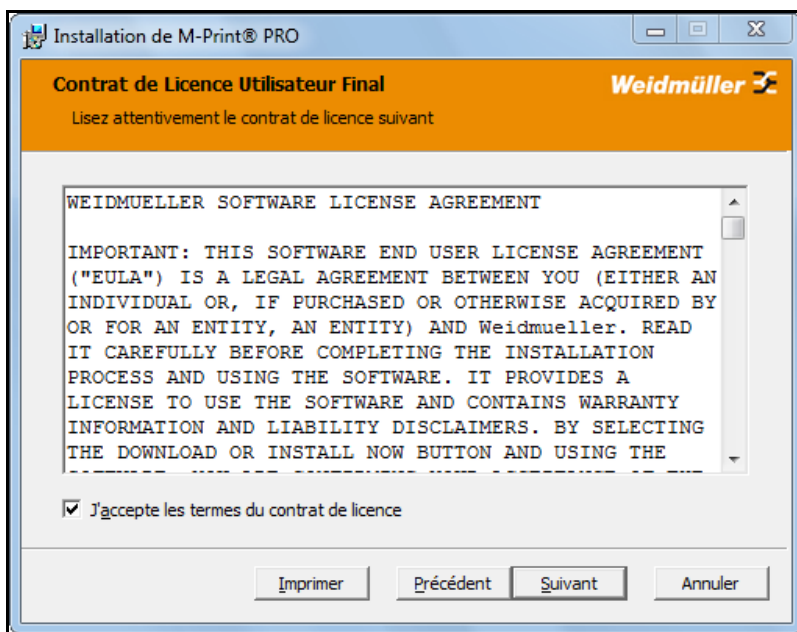 Installation de M-Print® PRO
Contrat de Licence Utilisateur Final
Weidmüller
Lisez attentivement le contrat de licence suivant
WEIDMUELLER SOFTWARE LICENSE AGREEMENT
IMPORTANT: THIS SOFTWARE END USER LICENSE AGREEMENT
("EULA") IS A LEGAL AGREEMENT BETWEEN YOU (EITHER AN
INDIVIDUAL OR, IF PURCHASED OR OTHERWISE ACQUIRED BY
OR FOR AN ENTITY, AN ENTITY) AND Weidmueller. READ
IT CAREFULLY BEFORE COMPLETING THE INSTALLATION
PROCESS AND USING THE SOFTWARE. IT PROVIDES A
LICENSE TO USE THE SOFTWARE AND CONTAINS WARRANTY
INFORMATION AND LIABILITY DISCLAIMERS. BY SELECTING
THE DOWNLOAD OR INSTALL NOW BUTTON AND USING THE
J'accepte les termes du contrat de licence
Imprimer
Précédent
Suivant
Annuler